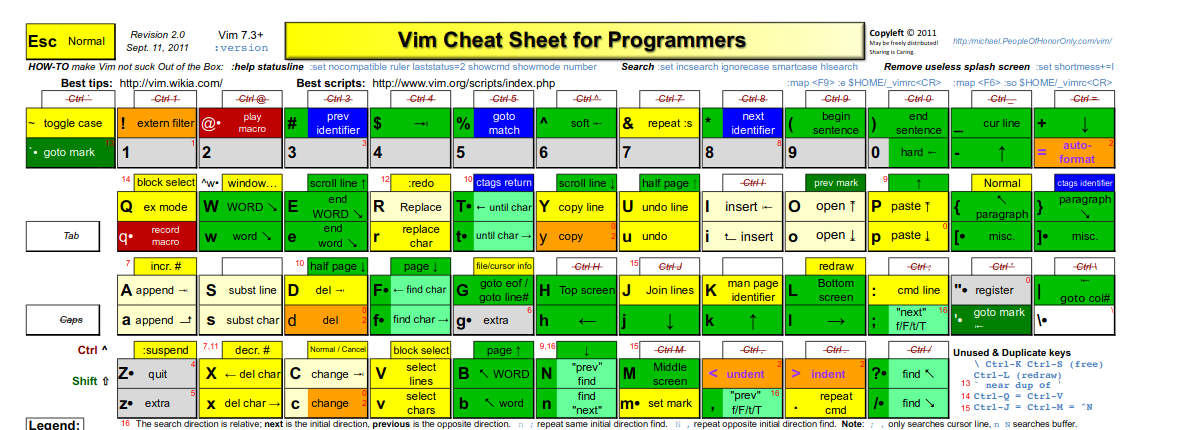 Esc Normal
Revision 2.0
Sept. 11, 2011
Vim 7.3+
:version
Vim Cheat Sheet for Programmers
Copyleft © 2011
May be freely distributed!
Sharing is Caring.
http://michael.PeopleOfHonorOnly.com/vim/
HOW-TO make Vim not suck Out of the Box: :help statusline :set nocompatible ruler laststatus=2 showcmd showmode number
Search :set incsearch ignorecase smartcase hlsearch
Remove useless splash screen :set shortmess+=I
Best tips: http://vim.wikia.com/
Best scripts: http://www.vim.org/scripts/index.php
:map <F9> :e $HOME/_vimrc<CR>
:map <F6> :so $HOME/_vimrc<CR>
Ctrl ` Ctrl 1 Ctrl @ Ctrl 3 Ctrl 4 Ctrl 5 Ctrl ^ Ctrl 7 Ctrl 8 Ctrl 9 Ctrl 0 Ctrl _ Ctrl =
~ toggle case
! extern filter
@• play macro
# prev identifier
$ ⇥
% goto match
^ soft ⇤
& repeat :s
* next identifier
( begin sentence
) end sentence
_ cur line
+ ↓
`• goto mark
1 1
2
3 3
4
5
6
7
8 8
9
0 hard ⇤
- ↑
= auto-format 2
14 block select
^w• window...
scroll line ↑
12 :redo
10 ctags return
scroll line ↓
half page ↑
Ctrl I
prev mark
9 ↑
Normal
ctags identifier
Tab
Q ex mode
W WORD ↘
E end WORD ↘
R Replace
T• ← until char
Y copy line
U undo line
I insert ⇤
O open ↑
P paste ↑
{ ↖ paragraph
} paragraph ↘
q• record macro
w word ↘
e end word ↘
r replace char
t• until char →
y copy 0 2
u undo
i insert
o open ↓
p paste ↓ 0
[• misc.
]• misc.
7 incr. #
10 half page ↓
page ↓
file/cursor info
Ctrl H
15 Ctrl J
redraw
Ctrl ;
Ctrl '
Ctrl \
Caps
A append ⇥
S subst line
D del ⇥
F• ← find char
G goto eof / goto line#
H Top screen
J Join lines
K man page identifier
L Bottom screen
: cmd line
"• register 0
| goto col#
a append
s subst char
d del 0 2
f• find char →
g• extra 6
h ←
j ↓
k ↑
l →
; "next" f/F/t/T 16
'• goto mark ⇤
\•
Ctrl ^
Shift ⇧
:suspend
7,11 decr. #
Normal / Cancel
block select
page ↑
9,16 ↓
15 Ctrl M
Ctrl ,
Ctrl .
Ctrl /
Z• quit 4
X ← del char
C change ⇥
V select lines
B ↖ WORD
N "prev" find
M Middle screen
< undent 2
> indent 2
?• find ↖
z• extra 5
x del char →
c change 0 2
v select chars
b ↖ word
n find "next"
m• set mark
, "prev" f/F/t/T 16
. repeat cmd
/• find ↘
Unused & Duplicate keys
\ Ctrl-K Ctrl-S (free)
Ctrl-L (redraw)
13 ` near dup of '
14 Ctrl-Q = Ctrl-V
15 Ctrl-J = Ctrl-M = ^N
Legend:
16 The search direction is relative; next is the initial direction, previous is the opposite direction. n ; repeat same initial direction find. N , repeat opposite initial direction find. Note: ; , only searches cursor line, n N searches buffer.